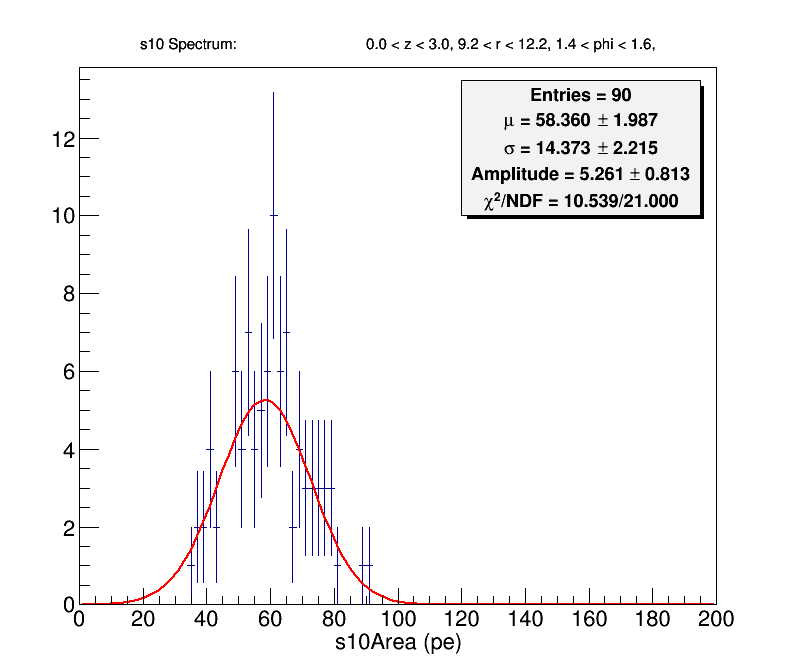 s10 Spectrum: 0.0 < z < 3.0, 9.2 < r < 12.2, 1.4 < phi < 1.6,
Entries = 90
μ = 58.360 ± 1.987
σ = 14.373 ± 2.215
Amplitude = 5.261 ± 0.813
χ²/NDF = 10.539/21.000
12
10
8
6
4
2
0
0 20 40 60 80 100 120 140 160 180 200
s10Area (pe)